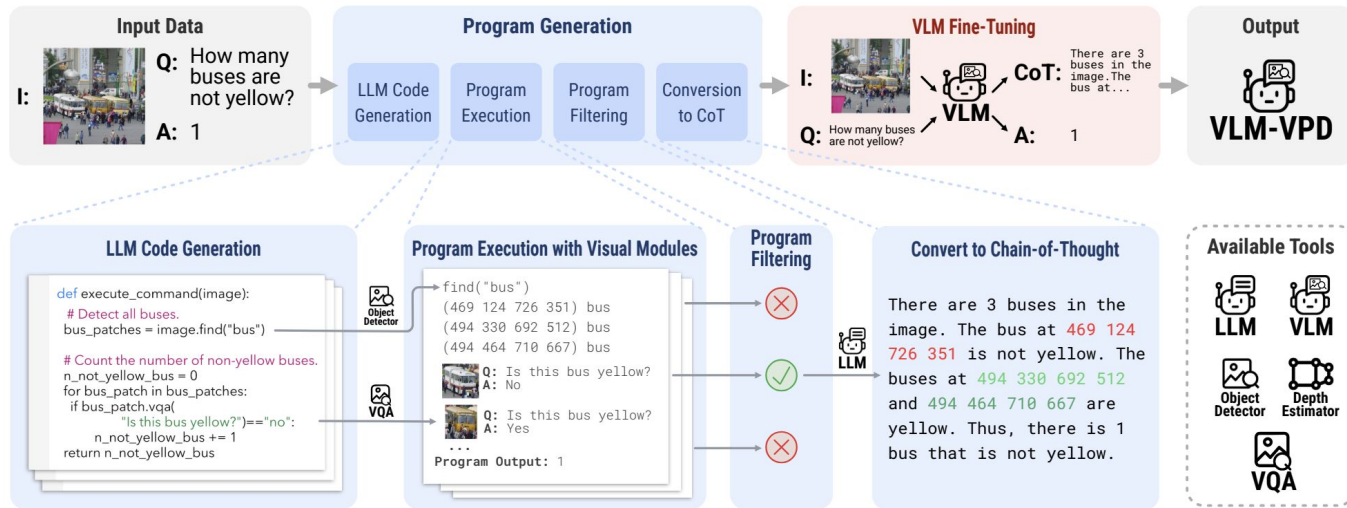 Input Data
I:
Q: How many
buses are
not yellow?
A: 1
Program Generation
LLM Code
Generation
Program
Execution
Program
Filtering
Conversion
to CoT
VLM Fine-Tuning
I:
Q: How many buses
are not yellow?
VLM
CoT: There are 3
buses in the
image.The
bus at...
A: 1
Output
VLM-VPD
LLM Code Generation
def execute_command(image):
# Detect all buses.
bus_patches = image.find("bus")
# Count the number of non-yellow buses.
n_not_yellow_bus = 0
for bus_patch in bus_patches:
if bus_patch.vqa(
"Is this bus yellow?")=="no":
n_not_yellow_bus += 1
return n_not_yellow_bus
Object
Detector
VQA
Program Execution with Visual Modules
find("bus")
(469 124 726 351) bus
(494 330 692 512) bus
(494 464 710 667) bus
Q: Is this bus yellow?
A: No
Q: Is this bus yellow?
A: Yes
...
Program Output: 1
Program
Filtering
LLM
Convert to Chain-of-Thought
There are 3 buses in the
image. The bus at 469 124
726 351 is not yellow. The
buses at 494 330 692 512
and 494 464 710 667 are
yellow. Thus, there is 1
bus that is not yellow.
Available Tools
LLM
VLM
Object
Detector
Depth
Estimator
VQA